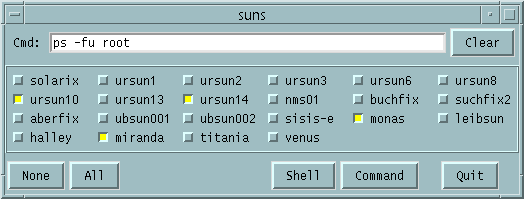 suns
Cmd: ps -fu root Clear
solarix ursun1 ursun2 ursun3 ursun6 ursun8
ursun10 ursun13 ursun14 nms01 buchfix suchfix2
aberfix ubsun001 ubsun002 sisis-e monas leibsun
halley miranda titania venus
None All Shell Command Quit